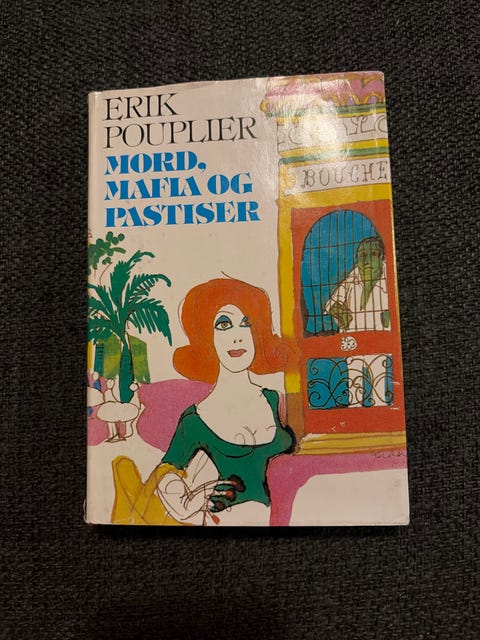 ERIK
POUPLIER
MORD,
MAFIA OG
PASTISER
BOUCHE